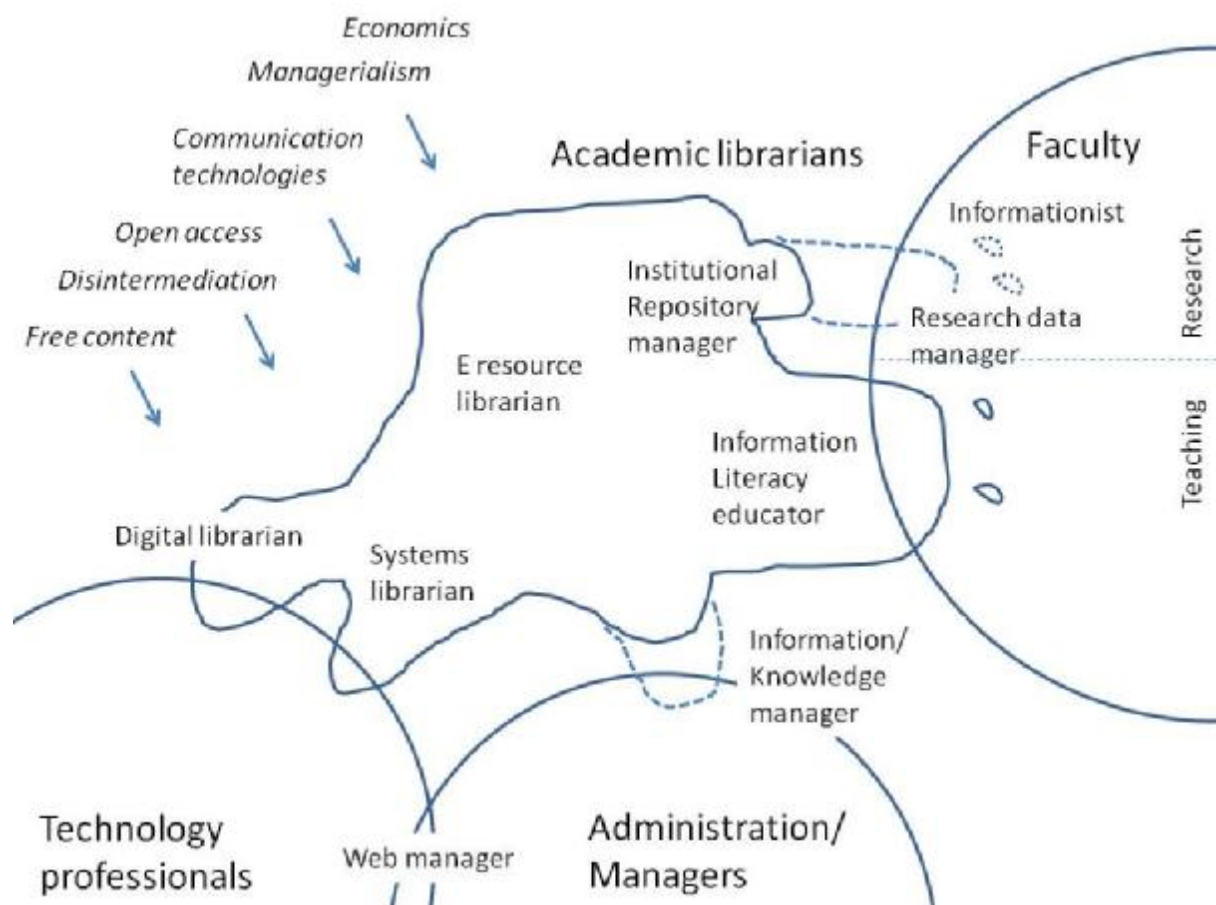 Economics
Managerialism
Communication
technologies
Open access
Disintermediation
Free content
Academic librarians
Faculty
Informationist
Institutional
Repository
manager
Research data
manager
Research
E resource
librarian
Teaching
Information
Literacy
educator
Digital librarian
Systems
librarian
Information/
Knowledge
manager
Technology
professionals
Web manager
Administration/
Managers